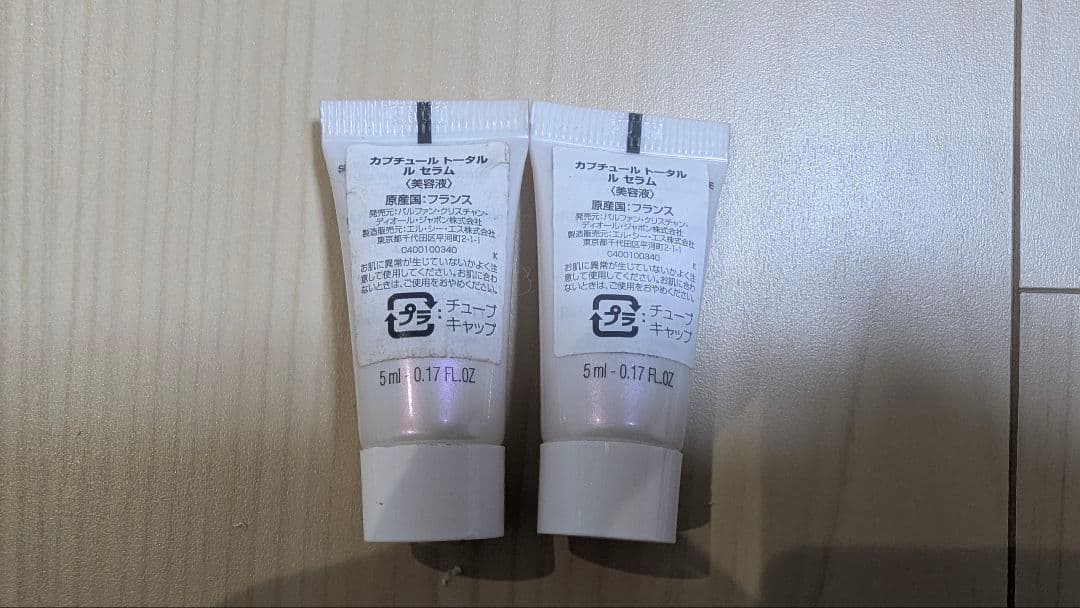 カプチュール トータル
ル セラム
〈美容液〉
原産国:フランス
発売元:パルファン・クリスチャン・
ディオール・ジャポン株式会社
製造販売元:エル・シー・エス株式会社
東京都千代田区平河町2-1-1
C400100340
K
お肌に異常が生じていないかよく注
意して使用してください。お肌に合わ
ないときは、ご使用をおやめください。
プラ:チューブ
キャップ
5 ml - 0.17 FL.OZ
カプチュール トータル
ル セラム
〈美容液〉
原産国:フランス
発売元:パルファン・クリスチャン・
ディオール・ジャポン株式会社
製造販売元:エル・シー・エス株式会社
東京都千代田区平河町2-1-1
C400100340
K
お肌に異常が生じていないかよく注
意して使用してください。お肌に合わ
ないときは、ご使用をおやめください。
プラ:チューブ
キャップ
5 ml - 0.17 FL.OZ